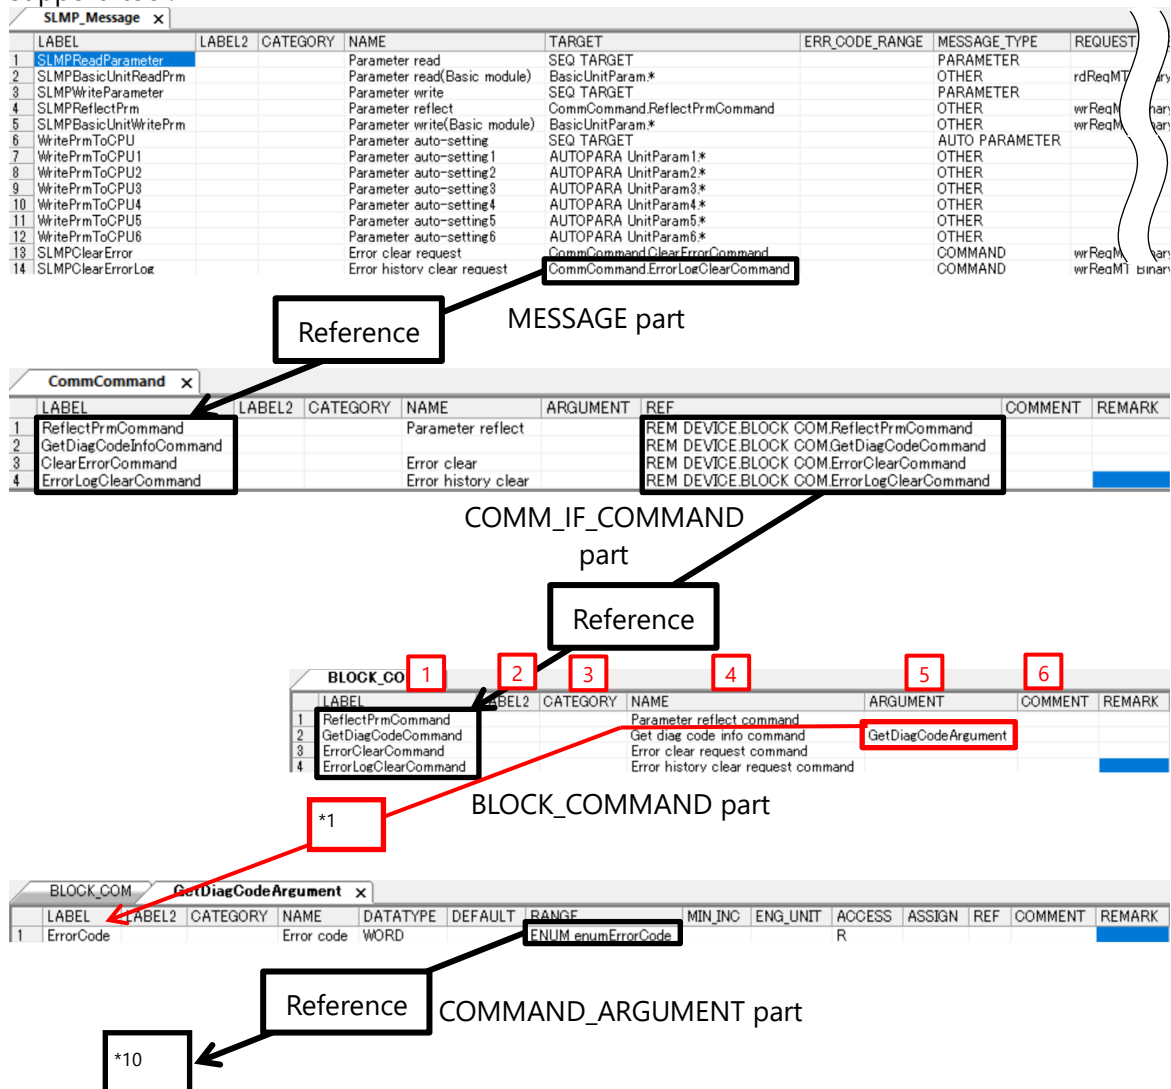 SLMP_Message x
LABEL LABEL2 CATEGORY NAME TARGET ERR_CODE_RANGE MESSAGE_TYPE REQUEST
1 SLMPReadParameter Parameter read SEQ TARGET PARAMETER
2 SLMPBasicUnitReadPrm Parameter read(Basic module) BasicUnitParam.* OTHER rdReqMT
3 SLMPWriteParameter Parameter write SEQ TARGET PARAMETER
4 SLMPReflectPrm Parameter reflect CommCommand.ReflectPrmCommand OTHER
5 SLMPBasicUnitWritePrm Parameter write(Basic module) BasicUnitParam.* OTHER
6 WritePrmToCPU Parameter auto-setting SEQ TARGET AUTO PARAMETER
7 WritePrmToCPU1 Parameter auto-setting1 AUTOPARA UnitParam1.* OTHER
8 WritePrmToCPU2 Parameter auto-setting2 AUTOPARA UnitParam2.* OTHER
9 WritePrmToCPU3 Parameter auto-setting3 AUTOPARA UnitParam3.* OTHER
10 WritePrmToCPU4 Parameter auto-setting4 AUTOPARA UnitParam4.* OTHER
11 WritePrmToCPU5 Parameter auto-setting5 AUTOPARA UnitParam5.* OTHER
12 WritePrmToCPU6 Parameter auto-setting6 AUTOPARA UnitParam6.* OTHER
13 SLMPClearError Error clear request CommCommand.ClearErrorCommand COMMAND
14 SLMPClearErrorLog Error history clear request CommCommand.ErrorLogClearCommand COMMAND wrReqMT Binary
Reference
MESSAGE part
CommCommand x
LABEL LABEL2 CATEGORY NAME ARGUMENT REF COMMENT REMARK
1 ReflectPrmCommand Parameter reflect REM DEVICE.BLOCK COM.ReflectPrmCommand
2 GetDiagCodeInfoCommand REM DEVICE.BLOCK COM.GetDiagCodeCommand
3 ClearErrorCommand Error clear REM DEVICE.BLOCK COM.ErrorClearCommand
4 ErrorLogClearCommand Error history clear REM DEVICE.BLOCK COM.ErrorLogClearCommand
COMM_IF_COMMAND
part
Reference
BLOCK_CO 1 2 3 4 5 6
LABEL LABEL2 CATEGORY NAME ARGUMENT COMMENT REMARK
1 ReflectPrmCommand Parameter reflect command
2 GetDiagCodeCommand Get diag code info command GetDiagCodeArgument
3 ErrorClearCommand Error clear request command
4 ErrorLogClearCommand Error history clear request command
BLOCK_COMMAND part
*1
BLOCK_COM GetDiagCodeArgument x
LABEL LABEL2 CATEGORY NAME DATATYPE DEFAULT RANGE MIN_INC ENG_UNIT ACCESS ASSIGN REF COMMENT REMARK
1 ErrorCode Error code WORD ENUM enumErrorCode R
Reference
COMMAND_ARGUMENT part
*10